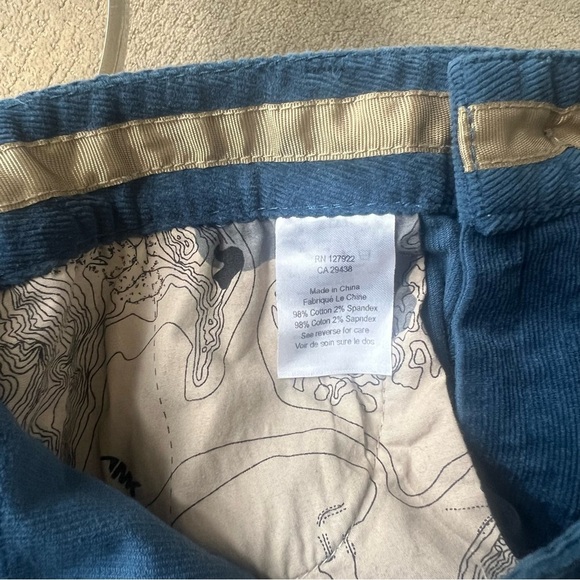 RN 127922
CA 29438
Made in China
Fabriqué Le Chine
98% Cotton 2% Spandex
98% Coton 2% Sapndex
See reverse for care
Voir de soin sure le dos